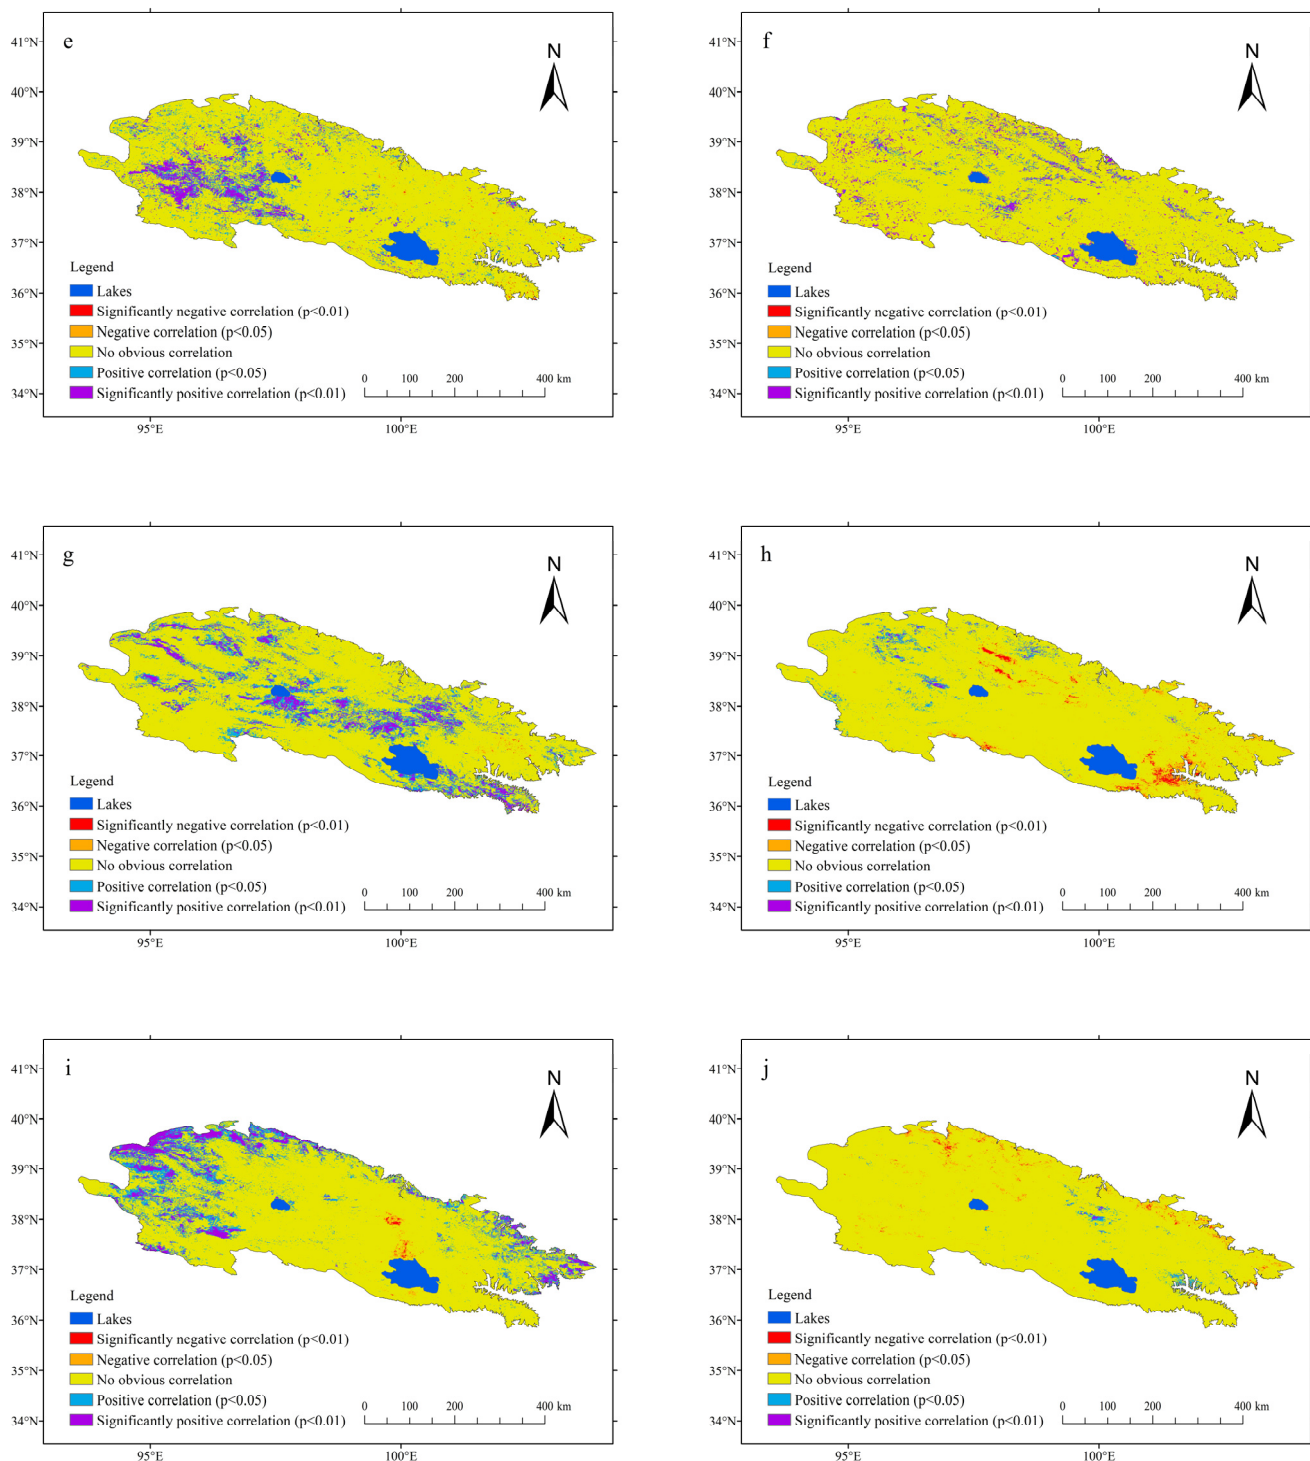 e
N
41°N
40°N
39°N
38°N
37°N
36°N
35°N
34°N
Legend
Lakes
Significantly negative correlation (p<0.01)
Negative correlation (p<0.05)
No obvious correlation
Positive correlation (p<0.05)
Significantly positive correlation (p<0.01)
0 100 200 400 km
95°E 100°E
f
N
41°N
40°N
39°N
38°N
37°N
36°N
35°N
34°N
Legend
Lakes
Significantly negative correlation (p<0.01)
Negative correlation (p<0.05)
No obvious correlation
Positive correlation (p<0.05)
Significantly positive correlation (p<0.01)
0 100 200 400 km
95°E 100°E
g
N
41°N
40°N
39°N
38°N
37°N
36°N
35°N
34°N
Legend
Lakes
Significantly negative correlation (p<0.01)
Negative correlation (p<0.05)
No obvious correlation
Positive correlation (p<0.05)
Significantly positive correlation (p<0.01)
0 100 200 400 km
95°E 100°E
h
N
41°N
40°N
39°N
38°N
37°N
36°N
35°N
34°N
Legend
Lakes
Significantly negative correlation (p<0.01)
Negative correlation (p<0.05)
No obvious correlation
Positive correlation (p<0.05)
Significantly positive correlation (p<0.01)
0 100 200 400 km
95°E 100°E
i
N
41°N
40°N
39°N
38°N
37°N
36°N
35°N
34°N
Legend
Lakes
Significantly negative correlation (p<0.01)
Negative correlation (p<0.05)
No obvious correlation
Positive correlation (p<0.05)
Significantly positive correlation (p<0.01)
0 100 200 400 km
95°E 100°E
j
N
41°N
40°N
39°N
38°N
37°N
36°N
35°N
34°N
Legend
Lakes
Significantly negative correlation (p<0.01)
Negative correlation (p<0.05)
No obvious correlation
Positive correlation (p<0.05)
Significantly positive correlation (p<0.01)
0 100 200 400 km
95°E 100°E